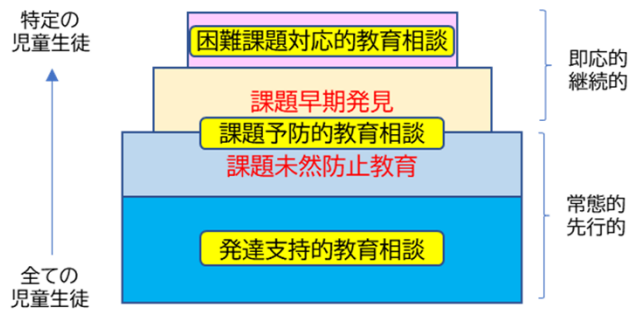 特定の
児童生徒
困難課題対応的教育相談
即応的
継続的
課題早期発見
課題予防的教育相談
課題未然防止教育
常態的
先行的
発達支持的教育相談
全ての
児童生徒